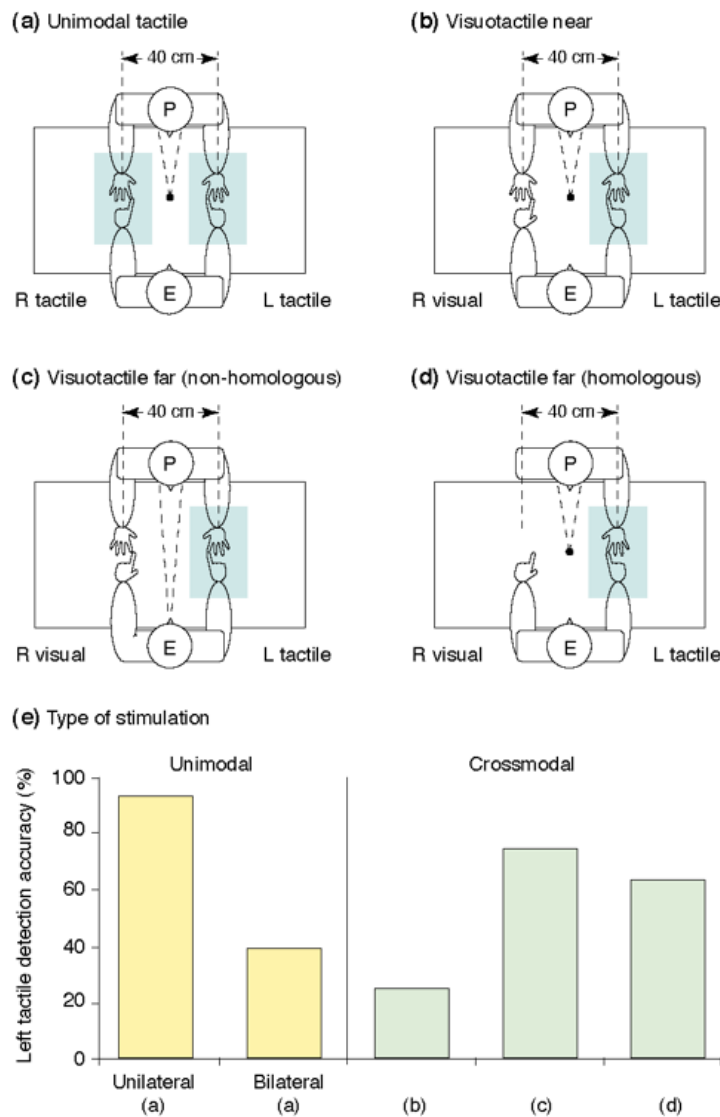 (a) Unimodal tactile
40 cm
P
E
R tactile
L tactile
(b) Visuotactile near
40 cm
P
E
R visual
L tactile
(c) Visuotactile far (non-homologous)
40 cm
P
E
R visual
L tactile
(d) Visuotactile far (homologous)
40 cm
P
E
R visual
L tactile
(e) Type of stimulation
Unimodal
Crossmodal
Left tactile detection accuracy (%)
100
80
60
40
20
0
Unilateral
(a)
Bilateral
(a)
(b)
(c)
(d)